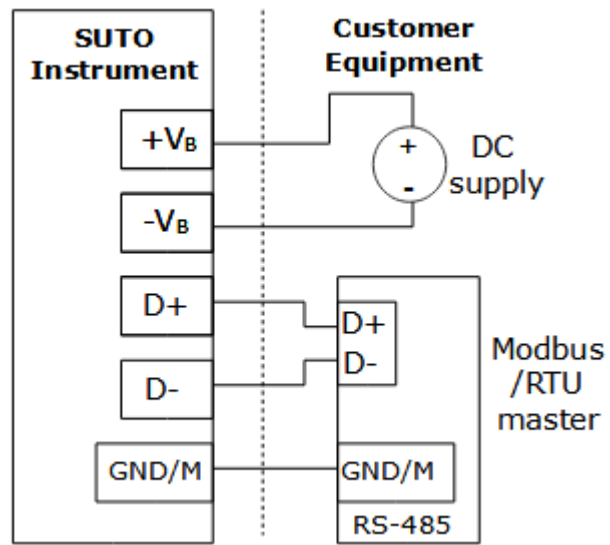 SUTO
Instrument
Customer
Equipment
+VB
-VB
D+
D-
GND/M
+
-
DC
supply
D+
D-
GND/M
RS-485
Modbus
/RTU
master